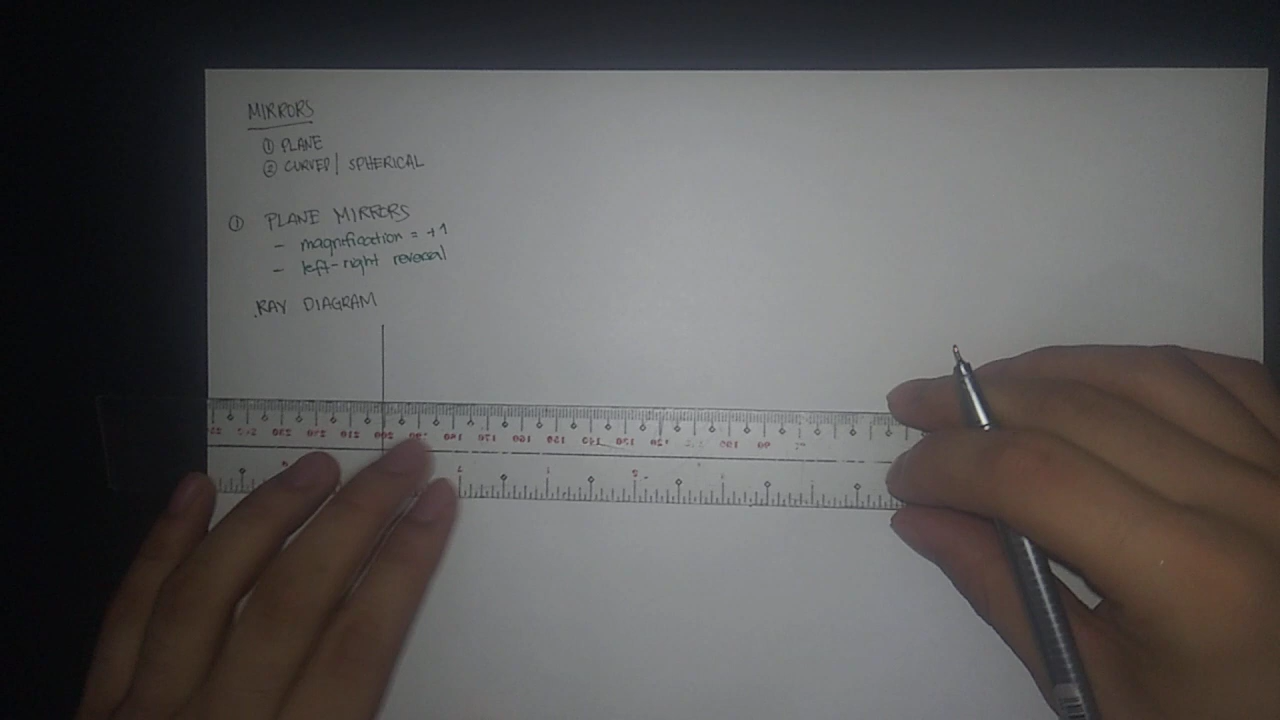 MIRRORS
① PLANE
② CURVED/ SPHERICAL
① PLANE MIRRORS
- magnification = +1
- left-right reversal
RAY DIAGRAM